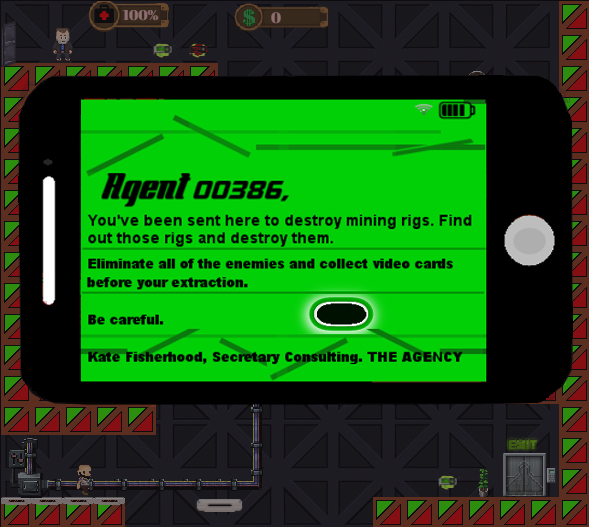 100%
$ 0
Agent 00386,
You've been sent here to destroy mining rigs. Find
out those rigs and destroy them.
Eliminate all of the enemies and collect video cards
before your extraction.
Be careful.
Kate Fisherhood, Secretary Consulting. THE AGENCY
EXIT